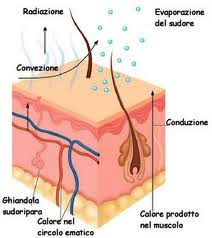 Radiazione
Evaporazione
del sudore
Convezione
Conduzione
Ghiandola
sudoripara
Calore nel
circolo ematico
Calore prodotto
nel muscolo